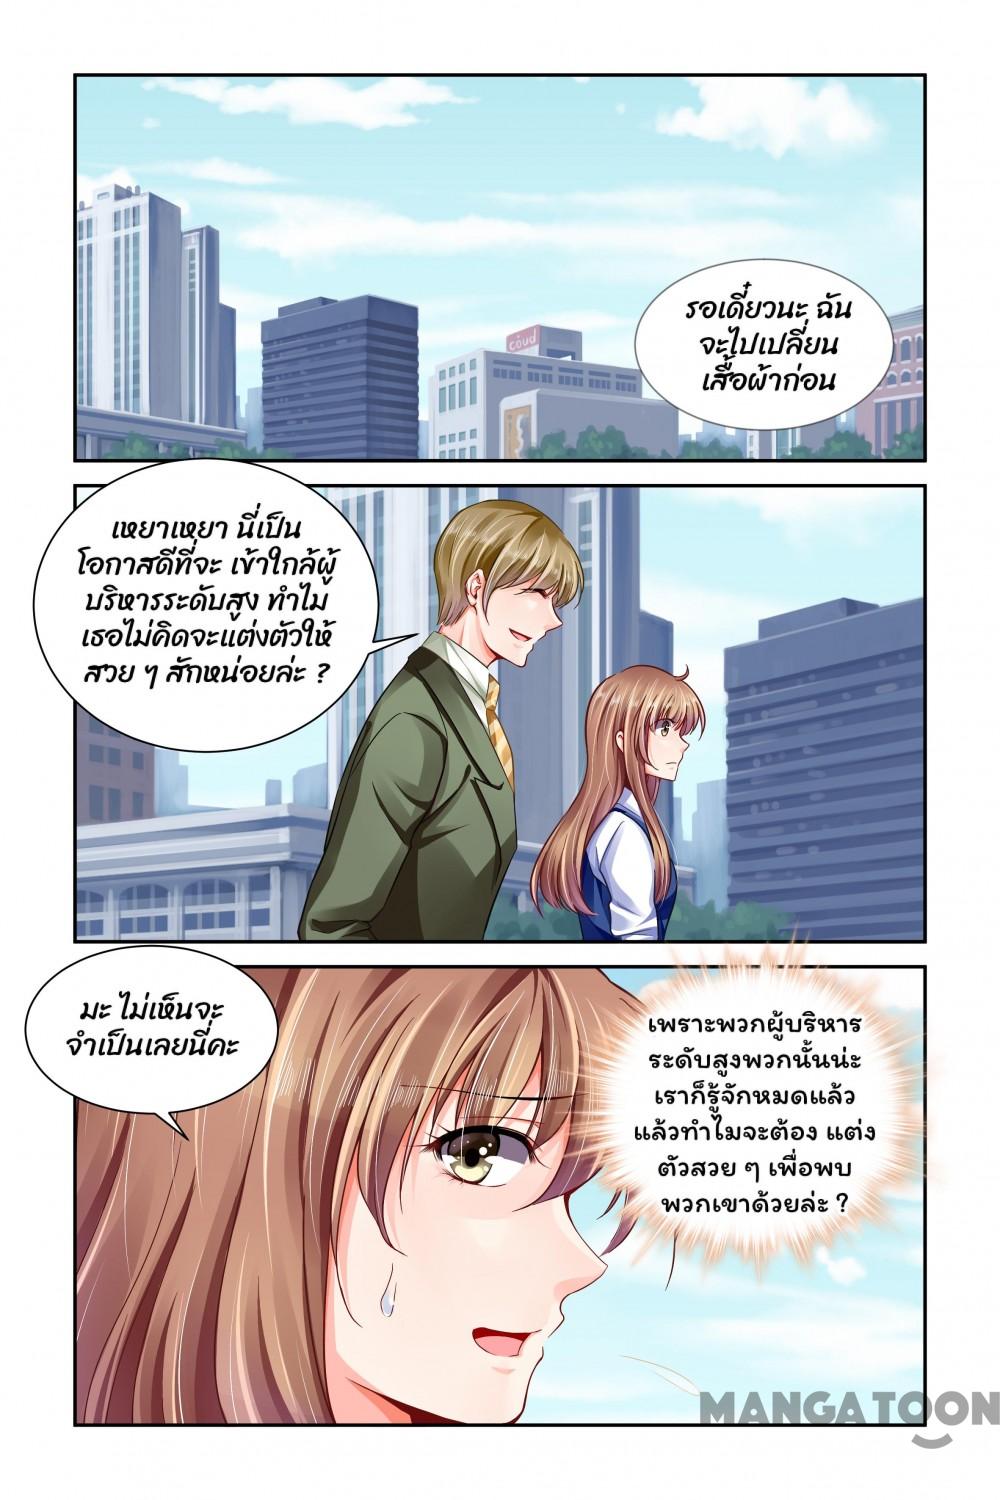 coud
รอเดี๋ยวนะ ฉัน
จะไปเปลี่ยน
เสื้อผ้าก่อน
เหยาเหยา นี่เป็น
โอกาสดีที่จะ เข้าใกล้ผู้
บริหารระดับสูง ทำไม
เธอไม่คิดจะแต่งตัวให้
สวย ๆ สักหน่อยล่ะ ?
มะ ไม่เห็นจะ
จำเป็นเลยนี่คะ
เพราะพวกผู้บริหาร
ระดับสูงพวกนั้นน่ะ
เราก็รู้จักหมดแล้ว
แล้วทำไมจะต้อง แต่ง
ตัวสวย ๆ เพื่อพบ
พวกเขาด้วยล่ะ ?
MANGATOON